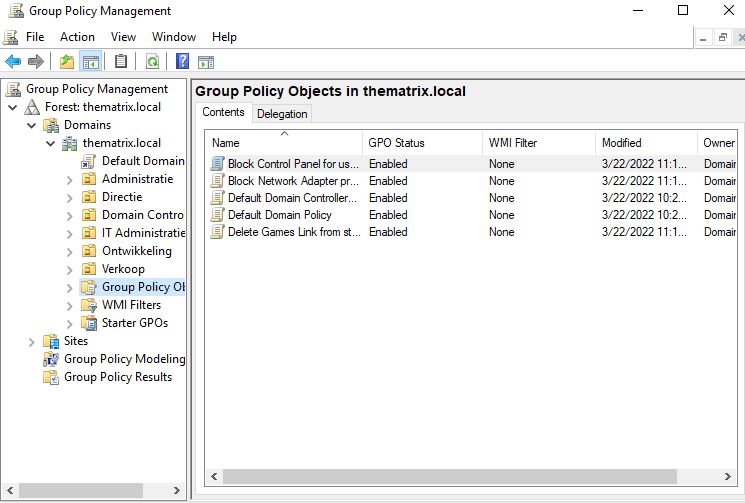 Group Policy Management
File Action View Window Help
Group Policy Management
Forest: thematrix.local
Domains
thematrix.local
Default Domain
Administratie
Directie
Domain Contro
IT Administratie
Ontwikkeling
Verkoop
Group Policy Ob
WMI Filters
Starter GPOs
Sites
Group Policy Modeling
Group Policy Results
Group Policy Objects in thematrix.local
Contents Delegation
Name GPO Status WMI Filter Modified Owner
Block Control Panel for us... Enabled None 3/22/2022 11:1... Domain
Block Network Adapter pr... Enabled None 3/22/2022 11:1... Domain
Default Domain Controller... Enabled None 3/22/2022 10:2... Domain
Default Domain Policy Enabled None 3/22/2022 10:2... Domain
Delete Games Link from st... Enabled None 3/22/2022 11:1... Domain